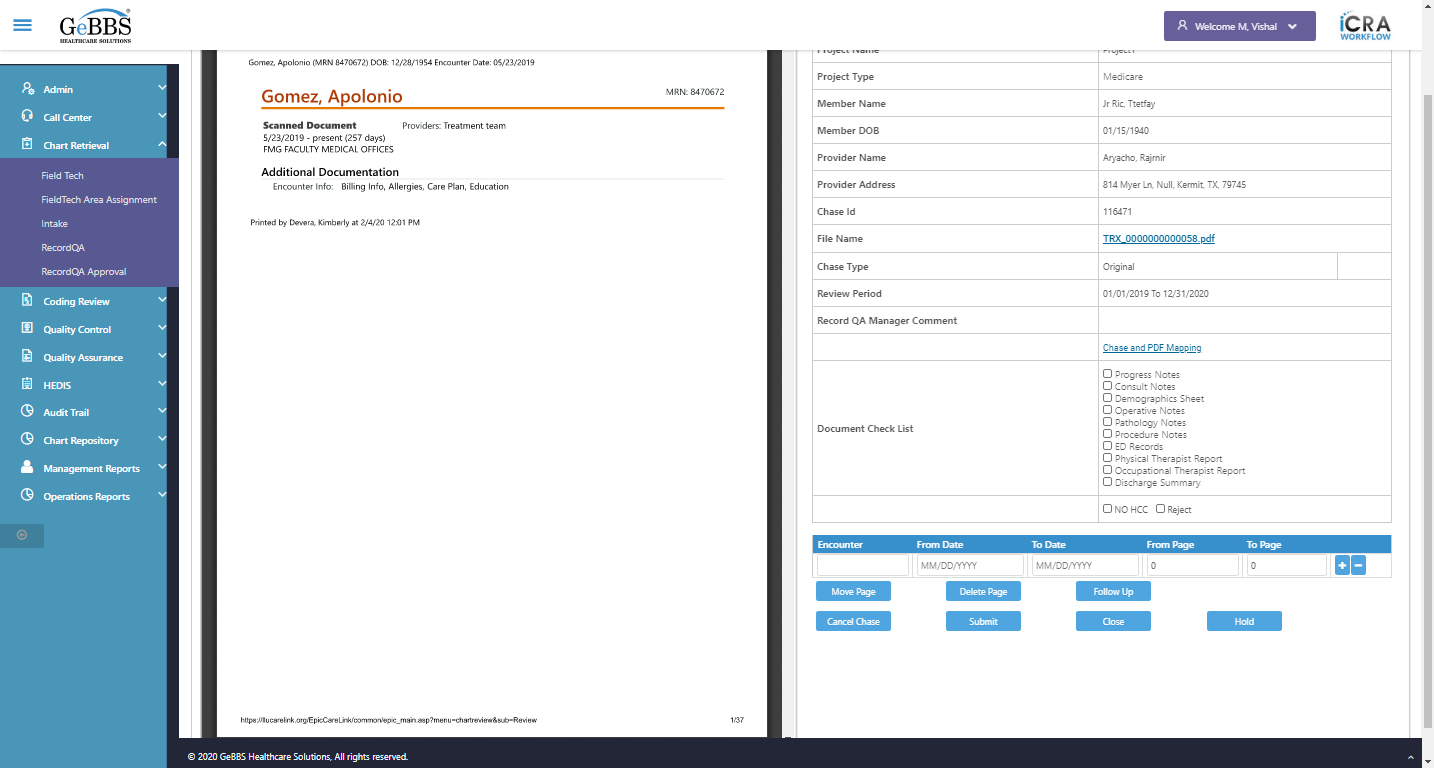 GeBBS
HEALTHCARE SOLUTIONS
Welcome M, Vishal
iCRA
WORKFLOW
Admin
Call Center
Chart Retrieval
Field Tech
FieldTech Area Assignment
Intake
RecordQA
RecordQA Approval
Coding Review
Quality Control
Quality Assurance
HEDIS
Audit Trail
Chart Repository
Management Reports
Operations Reports
Gomez, Apolonio (MRN 8470672) DOB: 12/28/1954 Encounter Date: 05/23/2019
Gomez, Apolonio MRN: 8470672
Scanned Document Providers: Treatment team
5/23/2019 - present (257 days)
FMG FACULTY MEDICAL OFFICES
Additional Documentation
Encounter Info: Billing Info, Allergies, Care Plan, Education
Printed by Devera, Kimberly at 2/4/20 12:01 PM
https://llucarelink.org/EpicCareLink/common/epic_main.asp?menu=chartreview&sub=Review 1/37
Project Name Project1
Project Type Medicare
Member Name Jr Ric, Ttetfay
Member DOB 01/15/1940
Provider Name Aryacho, Rajrnir
Provider Address 814 Myer Ln, Null, Kermit, TX, 79745
Chase Id 116471
File Name TRX_0000000000058.pdf
Chase Type Original
Review Period 01/01/2019 To 12/31/2020
Record QA Manager Comment
Chase and PDF Mapping
Document Check List
Progress Notes
Consult Notes
Demographics Sheet
Operative Notes
Pathology Notes
Procedure Notes
ED Records
Physical Therapist Report
Occupational Therapist Report
Discharge Summary
NO HCC Reject
Encounter From Date To Date From Page To Page
MM/DD/YYYY MM/DD/YYYY 0 0 + −
Move Page Delete Page Follow Up
Cancel Chase Submit Close Hold
© 2020 GeBBS Healthcare Solutions, All rights reserved.